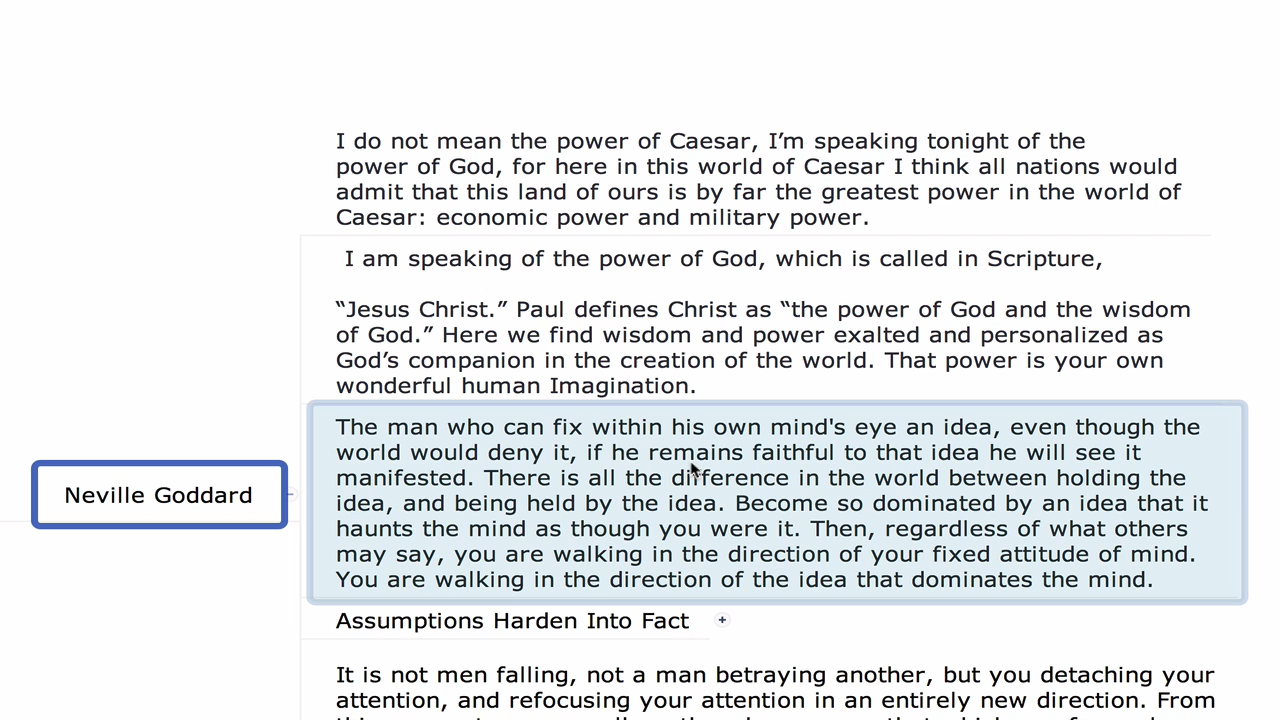 I do not mean the power of Caesar, I’m speaking tonight of the
power of God, for here in this world of Caesar I think all nations would
admit that this land of ours is by far the greatest power in the world of
Caesar: economic power and military power.
I am speaking of the power of God, which is called in Scripture,
“Jesus Christ.” Paul defines Christ as “the power of God and the wisdom
of God.” Here we find wisdom and power exalted and personalized as
God’s companion in the creation of the world. That power is your own
wonderful human Imagination.
The man who can fix within his own mind's eye an idea, even though the
world would deny it, if he remains faithful to that idea he will see it
manifested. There is all the difference in the world between holding the
idea, and being held by the idea. Become so dominated by an idea that it
haunts the mind as though you were it. Then, regardless of what others
may say, you are walking in the direction of your fixed attitude of mind.
You are walking in the direction of the idea that dominates the mind.
Neville Goddard
Assumptions Harden Into Fact
It is not men falling, not a man betraying another, but you detaching your
attention, and refocusing your attention in an entirely new direction. From